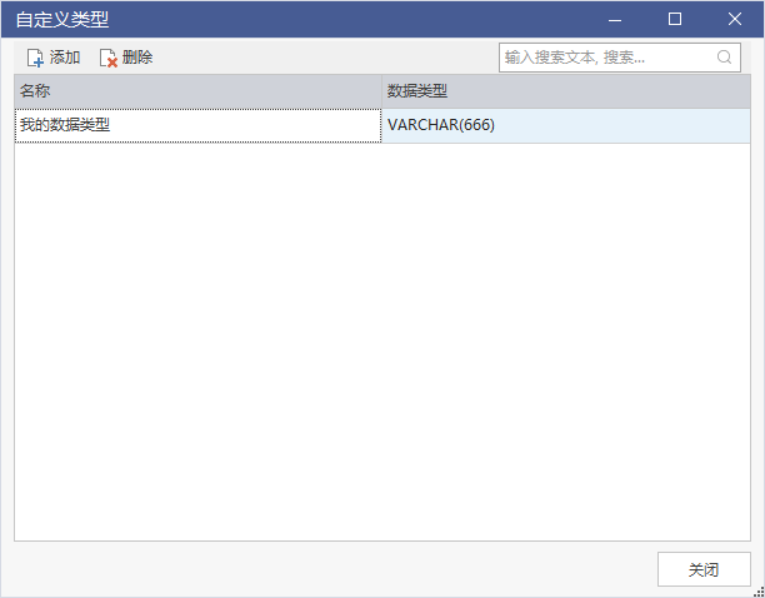 自定义类型
添加 删除 输入搜索文本, 搜索...
名称 数据类型
我的数据类型 VARCHAR(666)
关闭